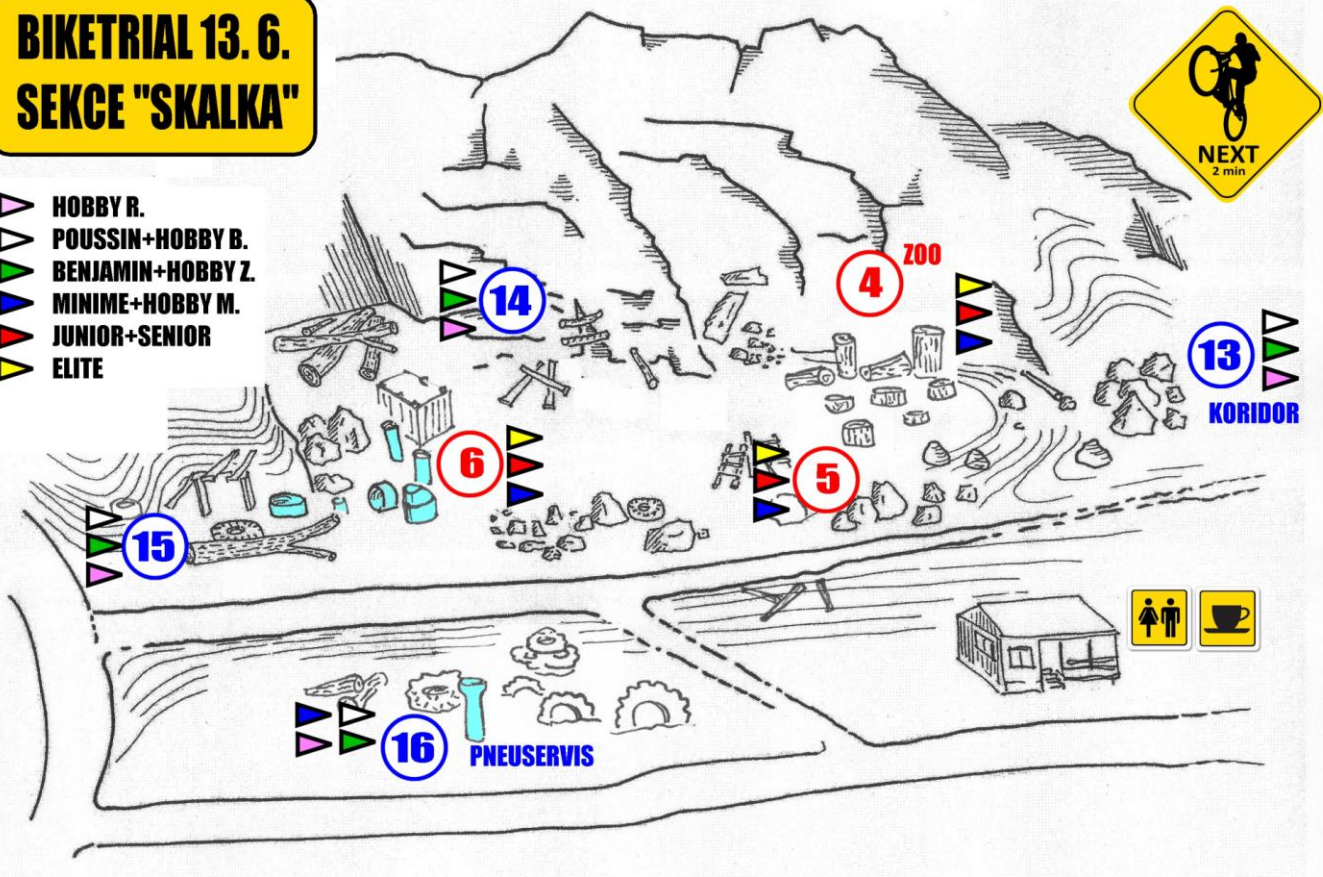 BIKETRIAL 13. 6.
SEKCE "SKALKA"
NEXT
2 min
HOBBY R.
POUSSIN+HOBBY B.
BENJAMIN+HOBBY Z.
MINIME+HOBBY M.
JUNIOR+SENIOR
ELITE
4
ZOO
14
13
KORIDOR
6
5
15
16
PNEUSERVIS